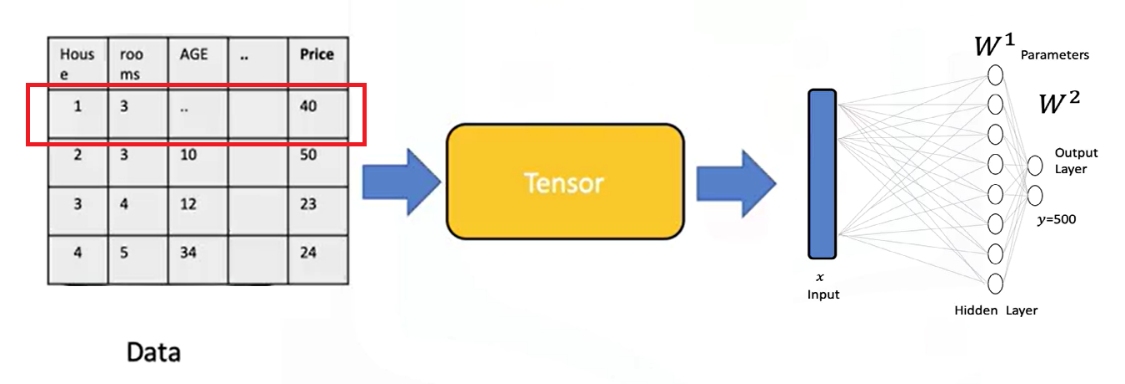 Hous
e
roo
ms
AGE
..
Price
1
3
..
40
2
3
10
50
3
4
12
23
4
5
34
24
Data
Tensor
x
Input
W¹
Parameters
W²
Output
Layer
y=500
Hidden Layer